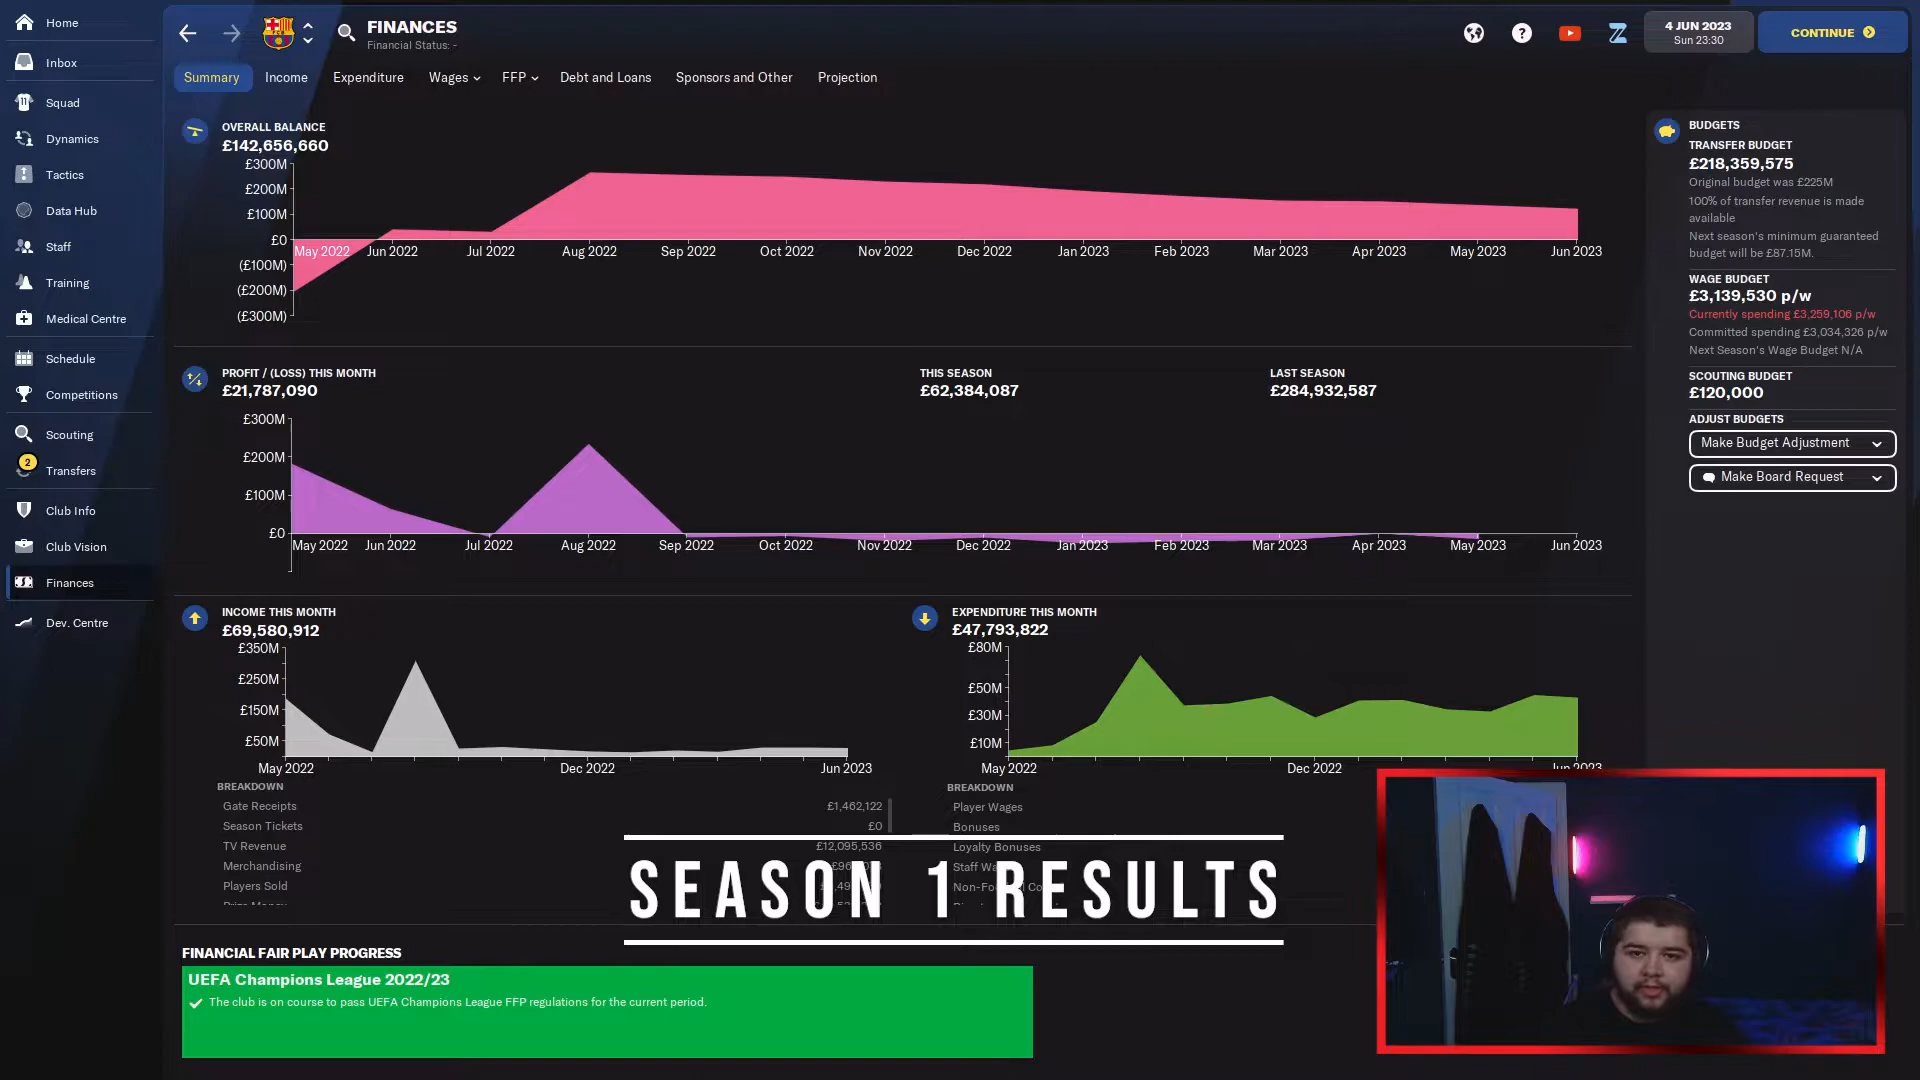 Home
Inbox
Squad
Dynamics
Tactics
Data Hub
Staff
Training
Medical Centre
Schedule
Competitions
Scouting
2
Transfers
Club Info
Club Vision
Finances
Dev. Centre
FINANCES
Financial Status: -
4 JUN 2023
Sun 23:30
CONTINUE
Summary Income Expenditure Wages FFP Debt and Loans Sponsors and Other Projection
OVERALL BALANCE
£142,656,660
£300M
£200M
£100M
£0
(£100M)
(£200M)
(£300M)
May 2022 Jun 2022 Jul 2022 Aug 2022 Sep 2022 Oct 2022 Nov 2022 Dec 2022 Jan 2023 Feb 2023 Mar 2023 Apr 2023 May 2023 Jun 2023
PROFIT / (LOSS) THIS MONTH
£21,787,090
THIS SEASON
£62,384,087
LAST SEASON
£284,932,587
£300M
£200M
£100M
£0
May 2022 Jun 2022 Jul 2022 Aug 2022 Sep 2022 Oct 2022 Nov 2022 Dec 2022 Jan 2023 Feb 2023 Mar 2023 Apr 2023 May 2023 Jun 2023
INCOME THIS MONTH
£69,580,912
£350M
£250M
£150M
£50M
May 2022 Dec 2022 Jun 2023
BREAKDOWN
Gate Receipts £1,462,122
Season Tickets £0
TV Revenue £12,095,536
Merchandising
Players Sold
EXPENDITURE THIS MONTH
£47,793,822
£80M
£50M
£30M
£10M
May 2022 Dec 2022 Jun 2023
BREAKDOWN
Player Wages
Bonuses
Loyalty Bonuses
SEASON 1 RESULTS
FINANCIAL FAIR PLAY PROGRESS
UEFA Champions League 2022/23
The club is on course to pass UEFA Champions League FFP regulations for the current period.
BUDGETS
TRANSFER BUDGET
£218,359,575
Original budget was £225M
100% of transfer revenue is made
available
Next season's minimum guaranteed
budget will be £87.15M.
WAGE BUDGET
£3,139,530 p/w
Currently spending £3,259,106 p/w
Committed spending £3,034,326 p/w
Next Season's Wage Budget N/A
SCOUTING BUDGET
£120,000
ADJUST BUDGETS
Make Budget Adjustment
Make Board Request